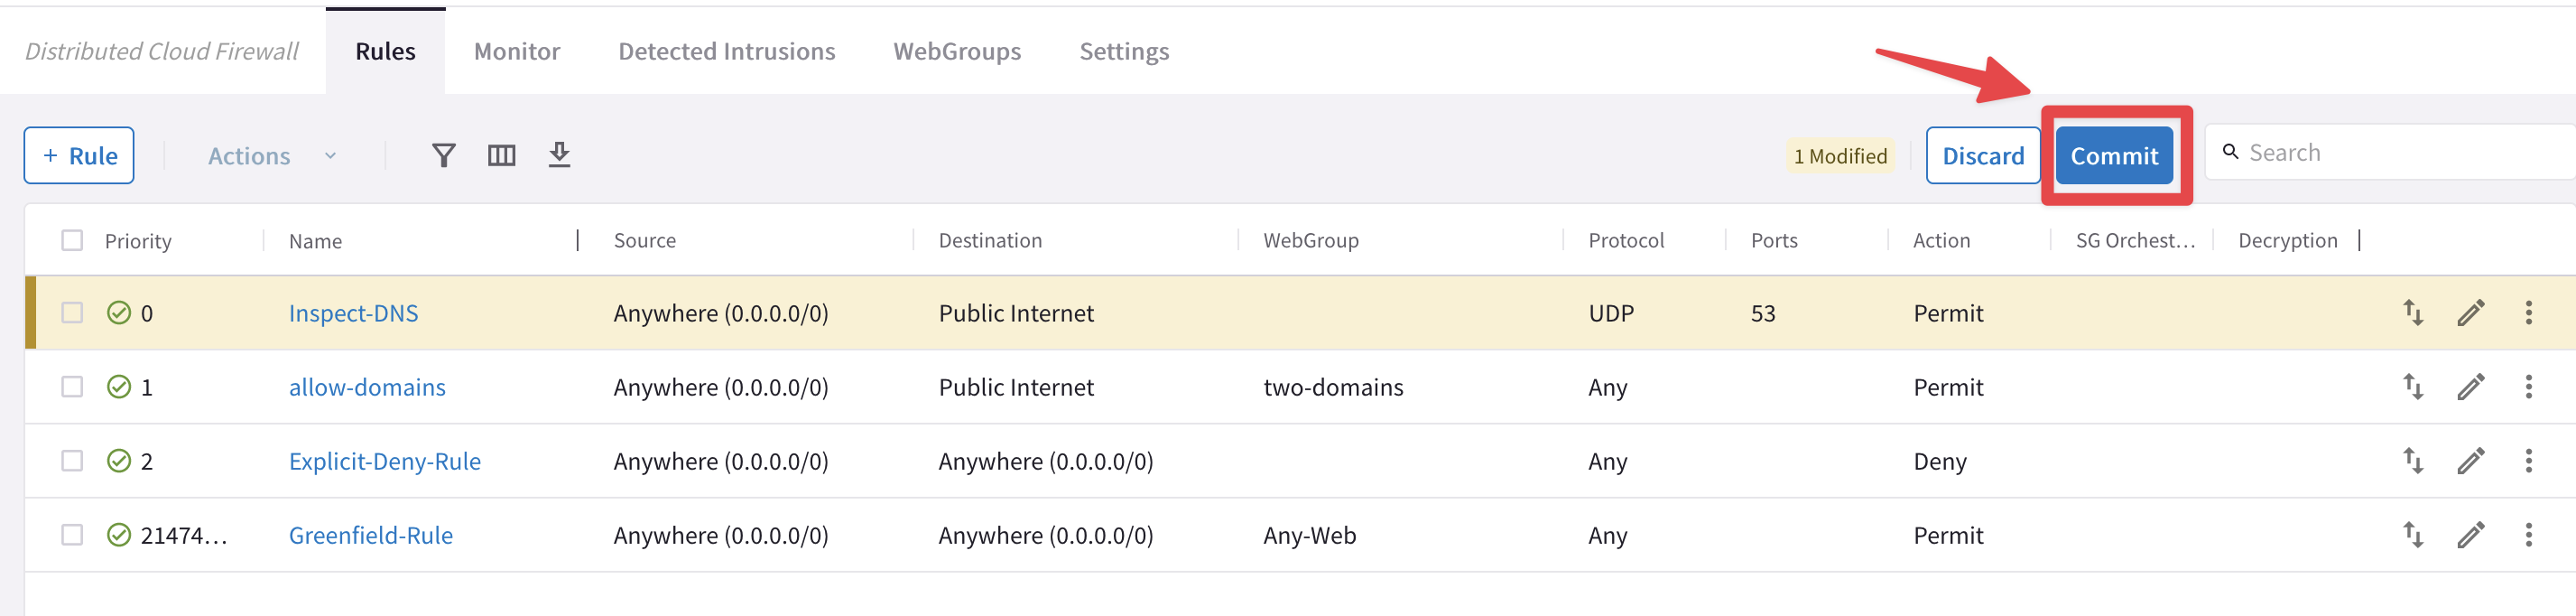 Distributed Cloud Firewall Rules Monitor Detected Intrusions WebGroups Settings
+ Rule Actions 1 Modified Discard Commit Search
Priority Name Source Destination WebGroup Protocol Ports Action SG Orchest... Decryption
0 Inspect-DNS Anywhere (0.0.0.0/0) Public Internet UDP 53 Permit
1 allow-domains Anywhere (0.0.0.0/0) Public Internet two-domains Any Permit
2 Explicit-Deny-Rule Anywhere (0.0.0.0/0) Anywhere (0.0.0.0/0) Any Deny
21474... Greenfield-Rule Anywhere (0.0.0.0/0) Anywhere (0.0.0.0/0) Any-Web Any Permit